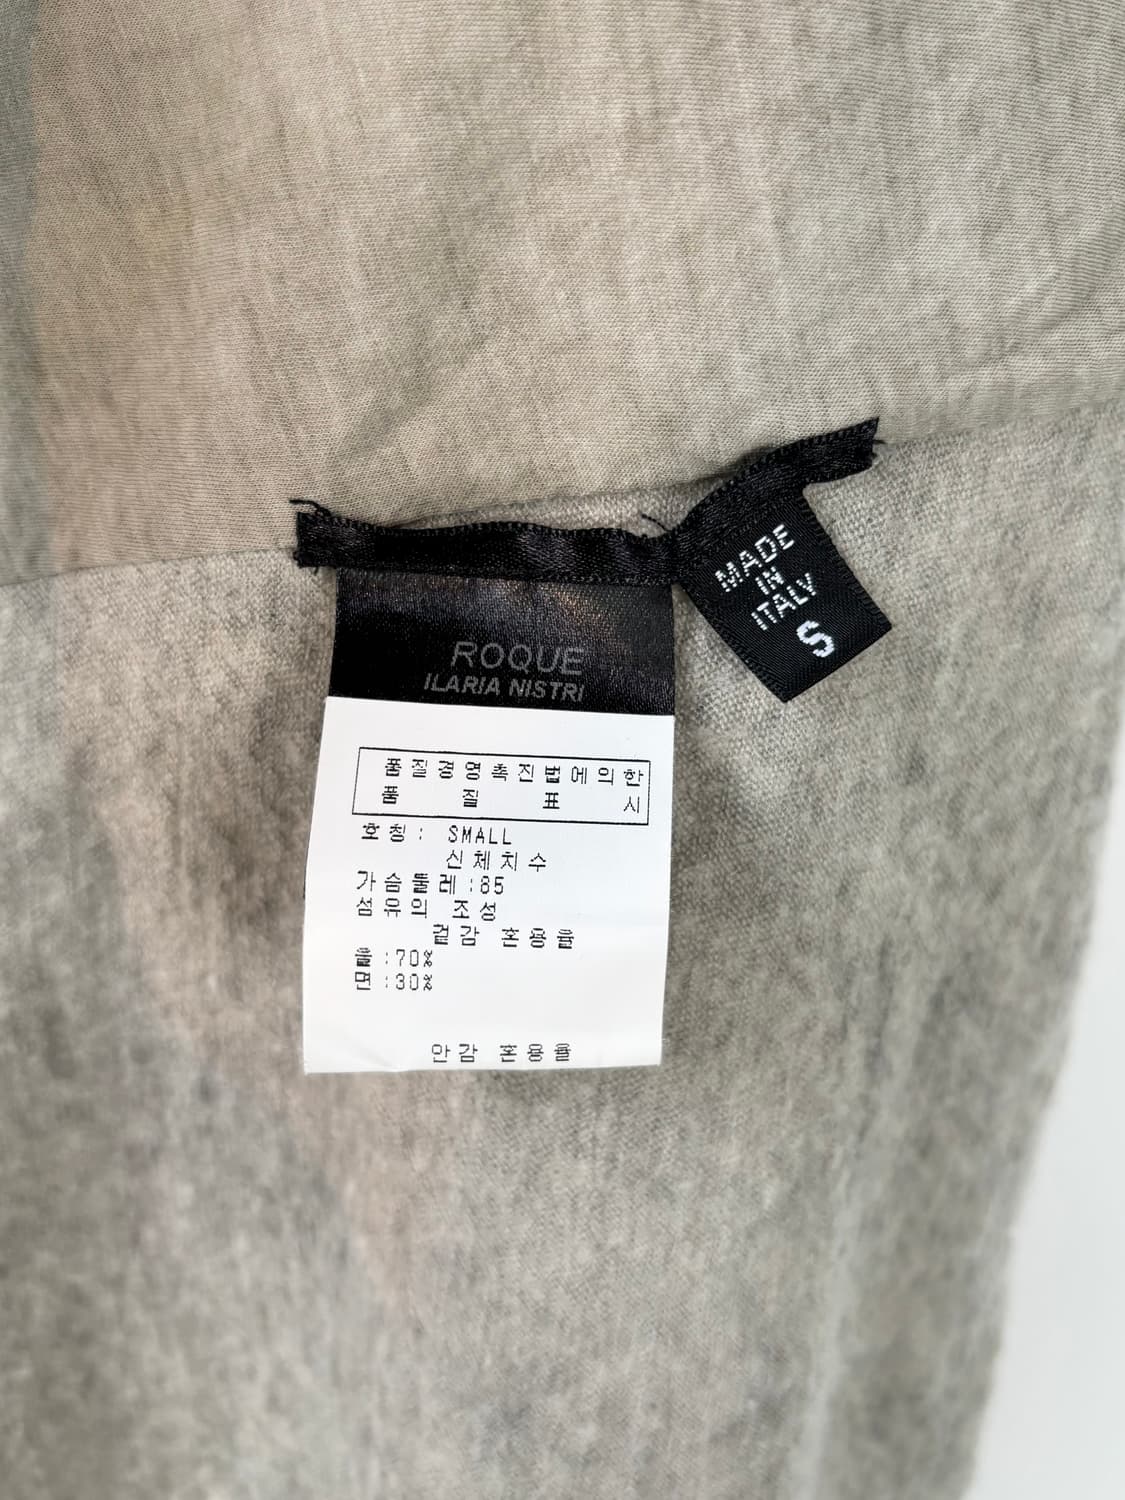 MADE
IN
ITALY
S
ROQUE
ILARIA NISTRI
품질경영촉진법에의한
품 질 표 시
호칭: SMALL
신체치수
가슴둘레:85
섬유의 조성
겉감 혼용율
울:70%
면:30%
안감 혼용율